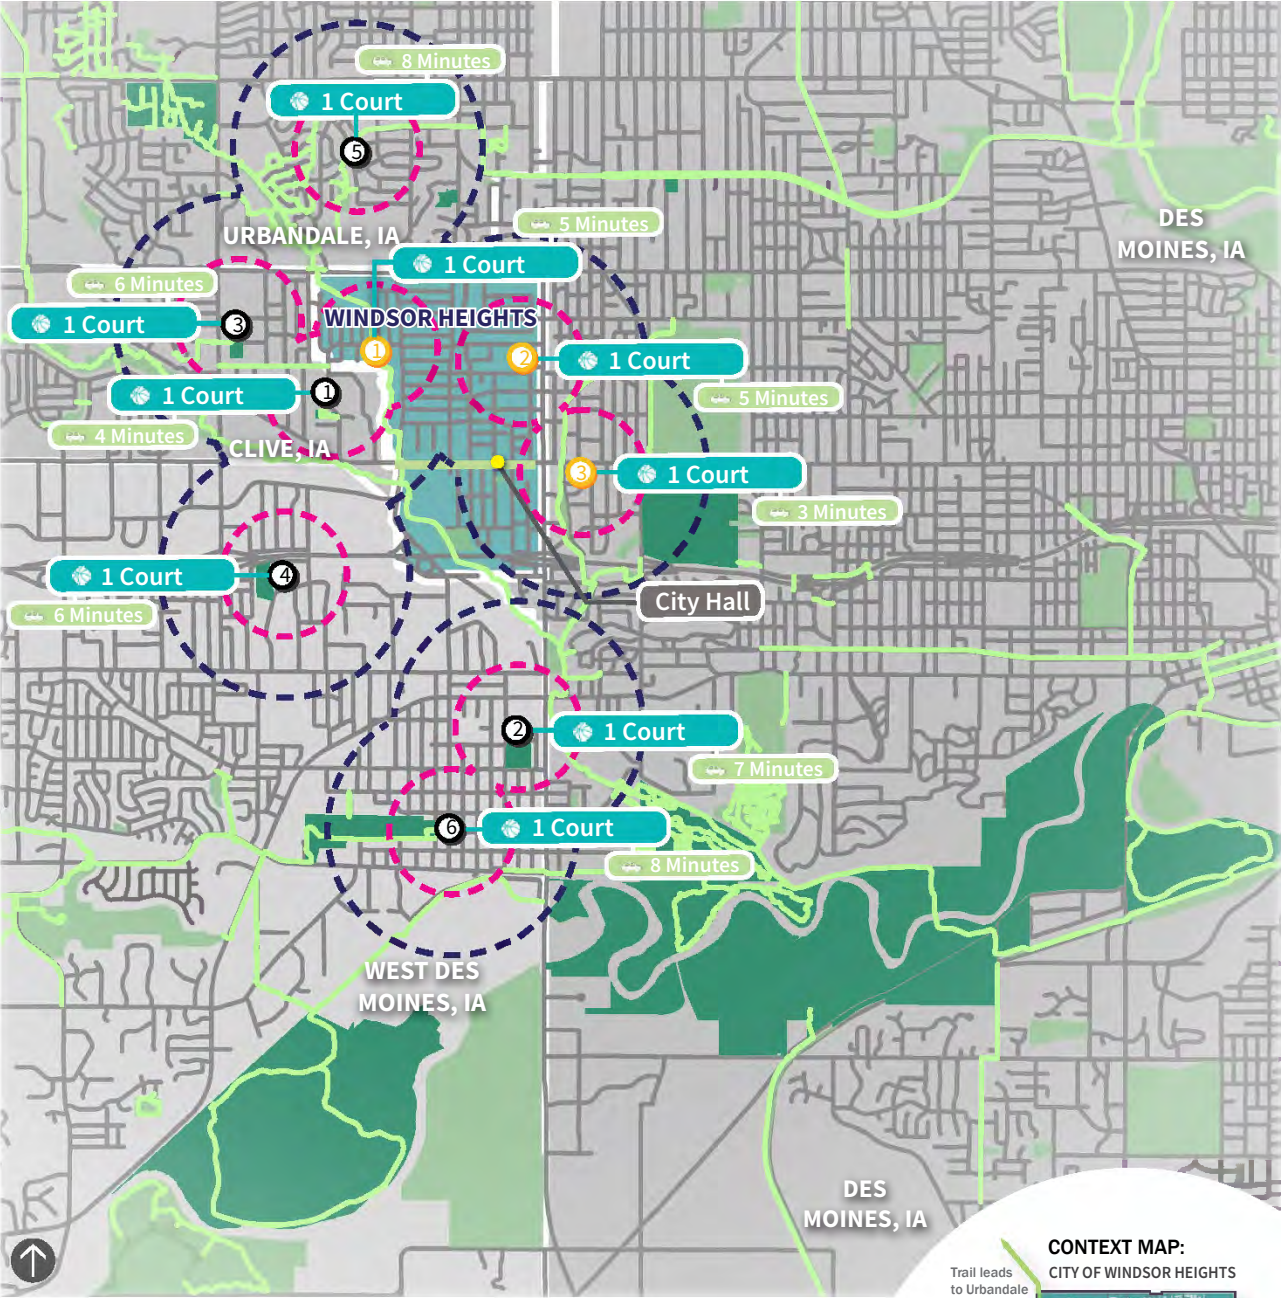 8 Minutes
1 Court
5
DES
MOINES, IA
5 Minutes
URBANDALE, IA
1 Court
6 Minutes
1 Court
3
WINDSOR HEIGHTS
1
2
1 Court
1 Court
1
5 Minutes
4 Minutes
CLIVE, IA
3
1 Court
3 Minutes
1 Court
4
6 Minutes
City Hall
2
1 Court
7 Minutes
6
1 Court
8 Minutes
WEST DES
MOINES, IA
DES
MOINES, IA
CONTEXT MAP:
CITY OF WINDSOR HEIGHTS
Trail leads
to Urbandale